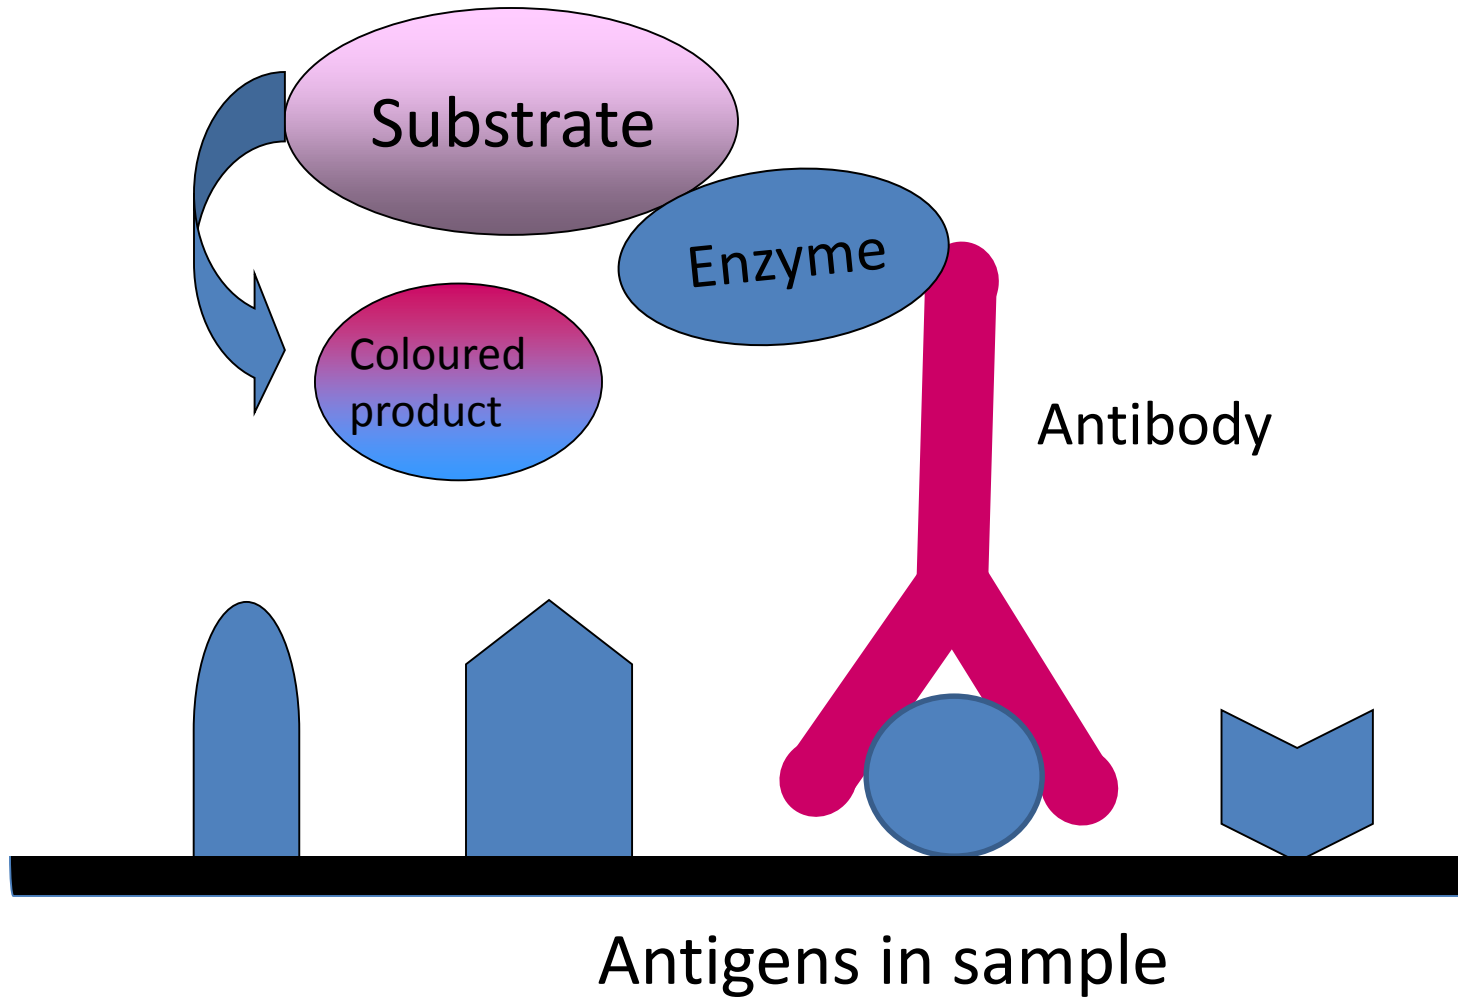 Substrate
Enzyme
Coloured
product
Antibody
Antigens in sample